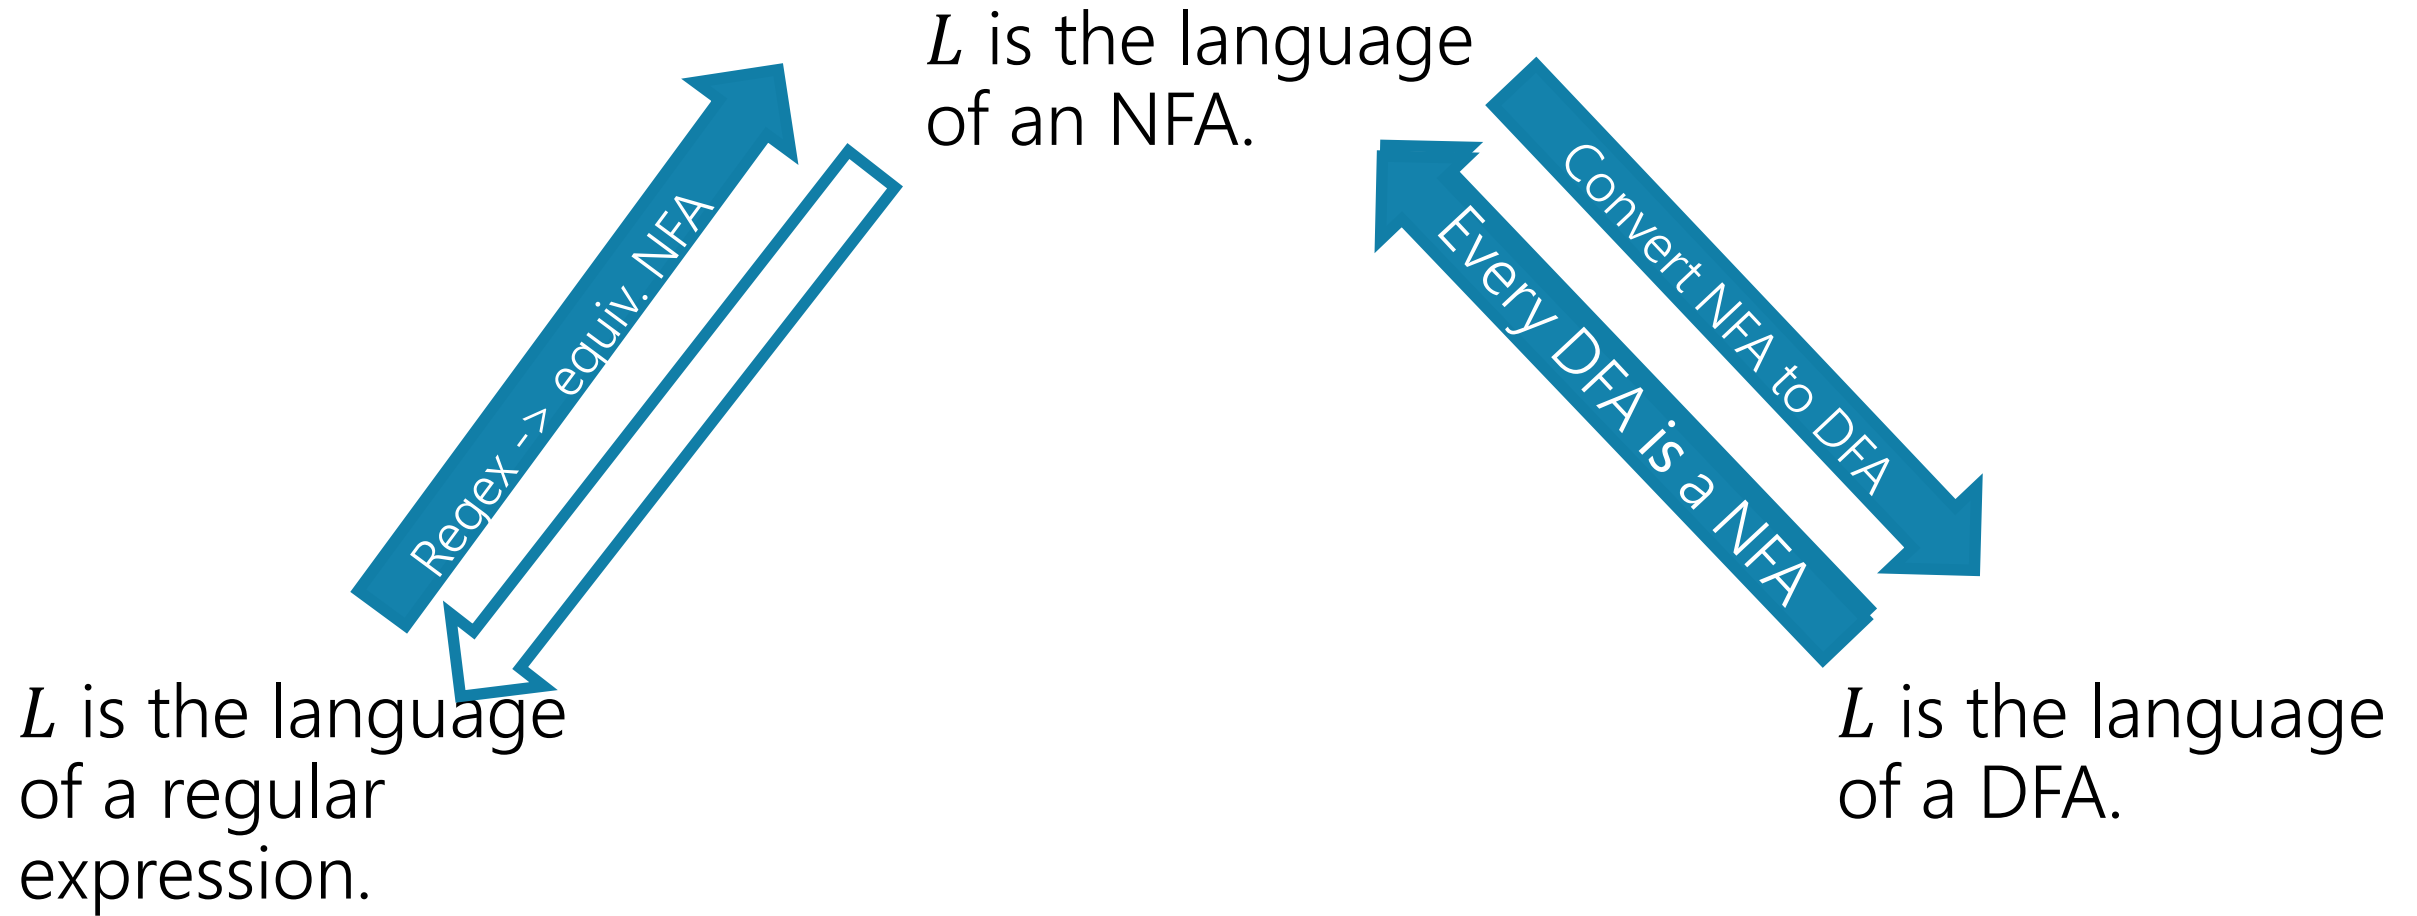 L is the language
of an NFA.
Regex -> equiv. NFA
Convert NFA to DFA
Every DFA is a NFA
L is the language
of a regular
expression.
L is the language
of a DFA.